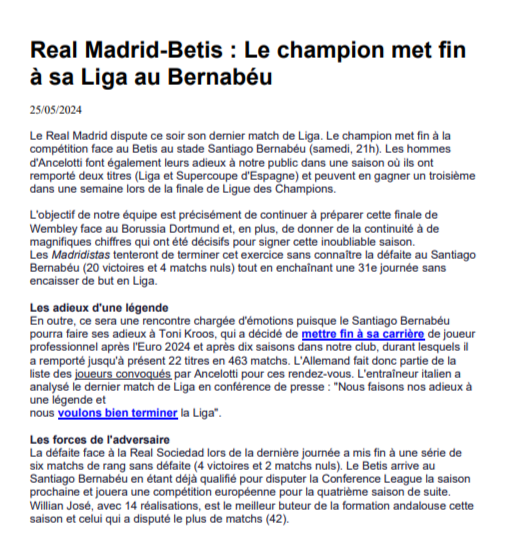 Real Madrid-Betis : Le champion met fin
à sa Liga au Bernabéu
25/05/2024
Le Real Madrid dispute ce soir son dernier match de Liga. Le champion met fin à la
compétition face au Betis au stade Santiago Bernabéu (samedi, 21h). Les hommes
d'Ancelotti font également leurs adieux à notre public dans une saison où ils ont
remporté deux titres (Liga et Supercoupe d'Espagne) et peuvent en gagner un troisième
dans une semaine lors de la finale de Ligue des Champions.
L'objectif de notre équipe est précisément de continuer à préparer cette finale de
Wembley face au Borussia Dortmund et, en plus, de donner de la continuité à de
magnifiques chiffres qui ont été décisifs pour signer cette inoubliable saison.
Les Madridistas tenteront de terminer cet exercice sans connaître la défaite au Santiago
Bernabéu (20 victoires et 4 matchs nuls) tout en enchaînant une 31e journée sans
encaisser de but en Liga.
Les adieux d'une légende
En outre, ce sera une rencontre chargée d'émotions puisque le Santiago Bernabéu
pourra faire ses adieux à Toni Kroos, qui a décidé de mettre fin à sa carrière de joueur
professionnel après l'Euro 2024 et après dix saisons dans notre club, durant lesquels il
a remporté jusqu'à présent 22 titres en 463 matchs. L'Allemand fait donc partie de la
liste des joueurs convoqués par Ancelotti pour ces rendez-vous. L'entraîneur italien a
analysé le dernier match de Liga en conférence de presse : "Nous faisons nos adieux à
une légende et
nous voulons bien terminer la Liga".
Les forces de l'adversaire
La défaite face à la Real Sociedad lors de la dernière journée a mis fin à une série de
six matchs de rang sans défaite (4 victoires et 2 matchs nuls). Le Betis arrive au
Santiago Bernabéu en étant déjà qualifié pour disputer la Conference League la saison
prochaine et jouera une compétition européenne pour la quatrième saison de suite.
Willian José, avec 14 réalisations, est le meilleur buteur de la formation andalouse cette
saison et celui qui a disputé le plus de matchs (42).